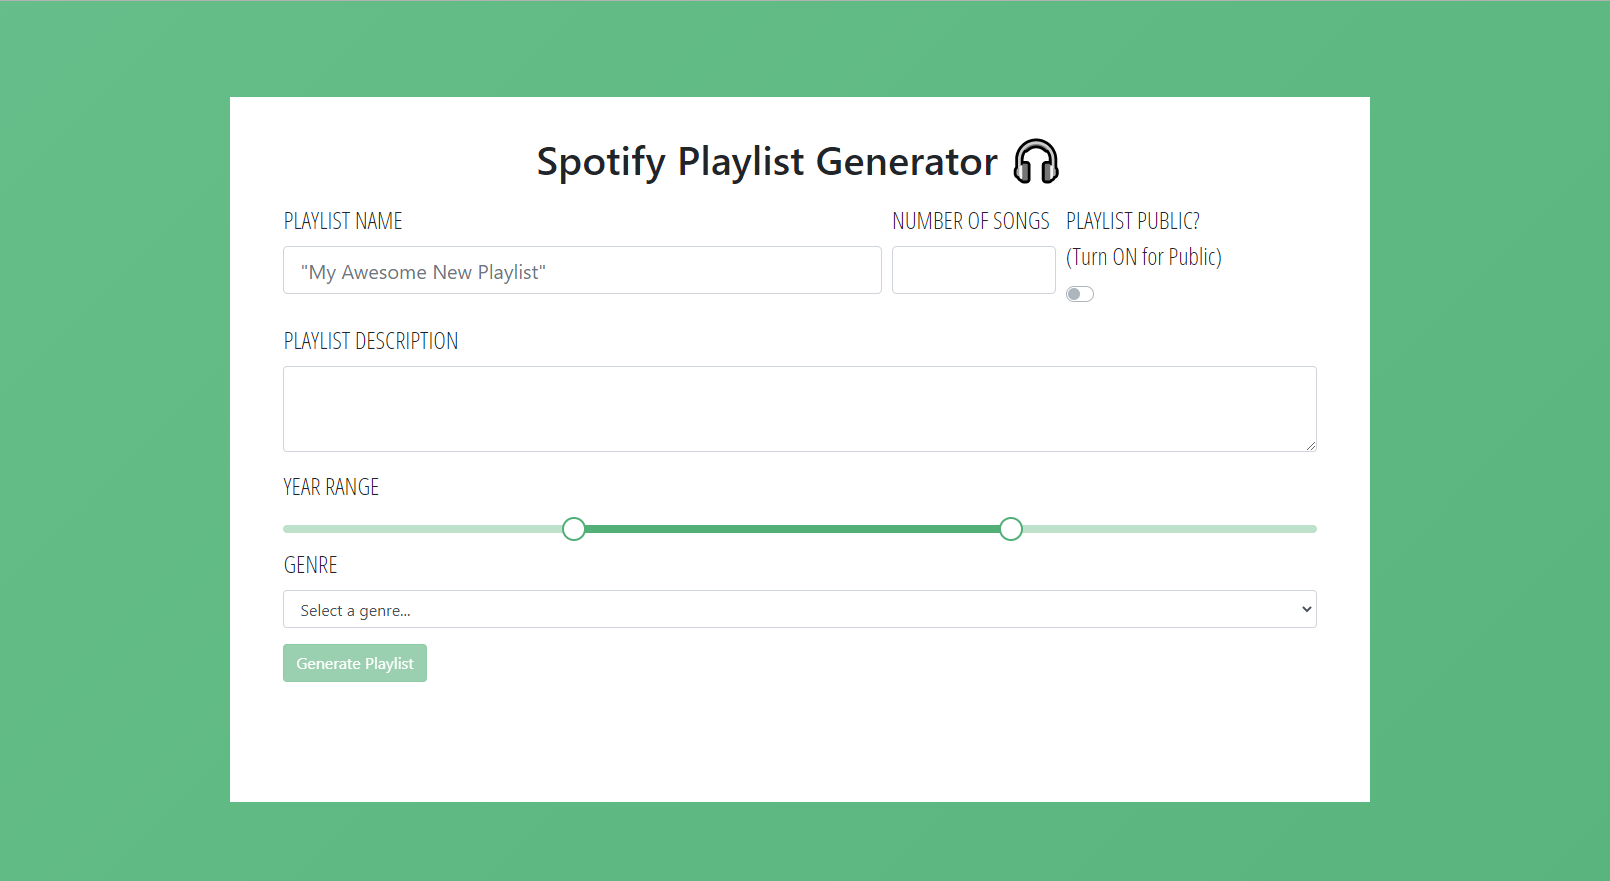 Spotify Playlist Generator
PLAYLIST NAME
NUMBER OF SONGS
PLAYLIST PUBLIC?
(Turn ON for Public)
"My Awesome New Playlist"
PLAYLIST DESCRIPTION
YEAR RANGE
GENRE
Select a genre...
Generate Playlist